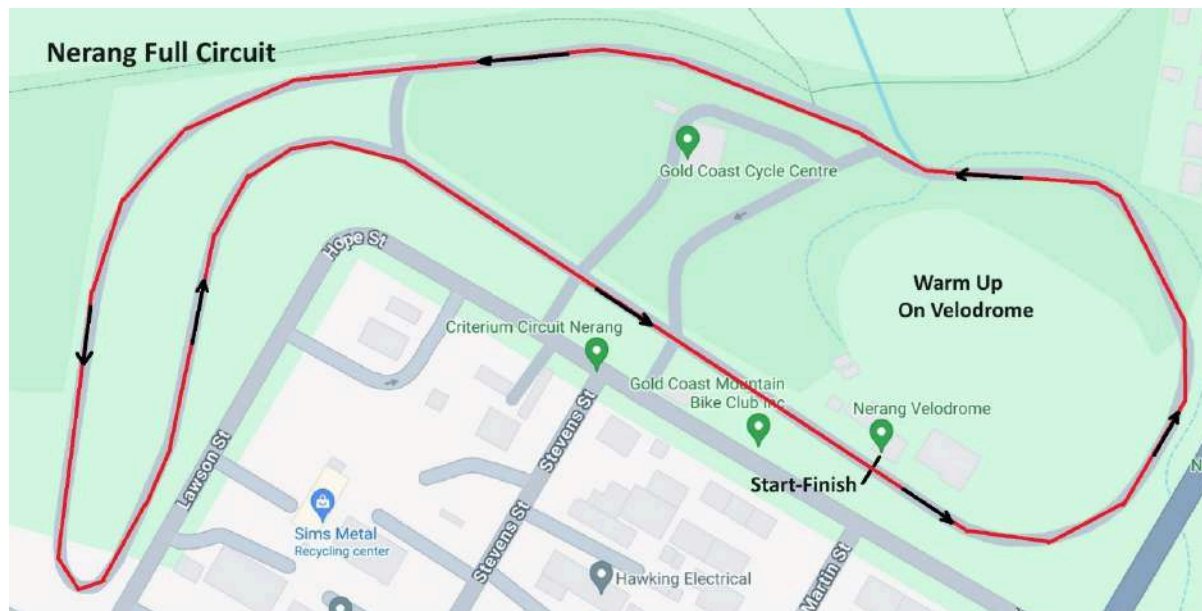 Nerang Full Circuit
Gold Coast Cycle Centre
Hope St
Warm Up
On Velodrome
Criterium Circuit Nerang
Gold Coast Mountain
Bike Club Inc
Nerang Velodrome
Lawson St
Stevens St
Start-Finish
Sims Metal
Recycling center
Stevens St
Martin St
Hawking Electrical
N